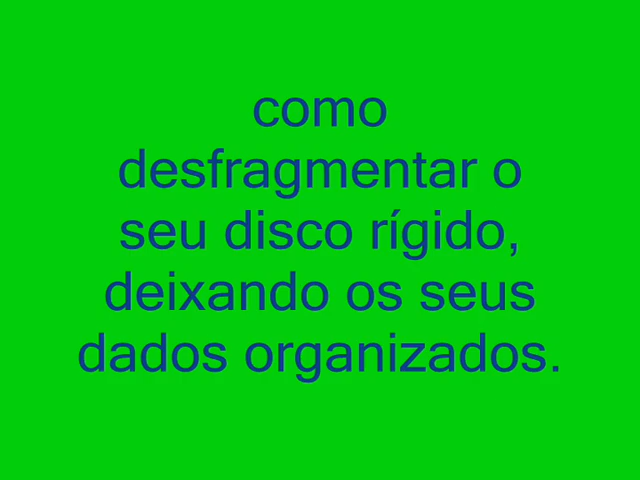 como
desfragmentar o
seu disco rígido,
deixando os seus
dados organizados.